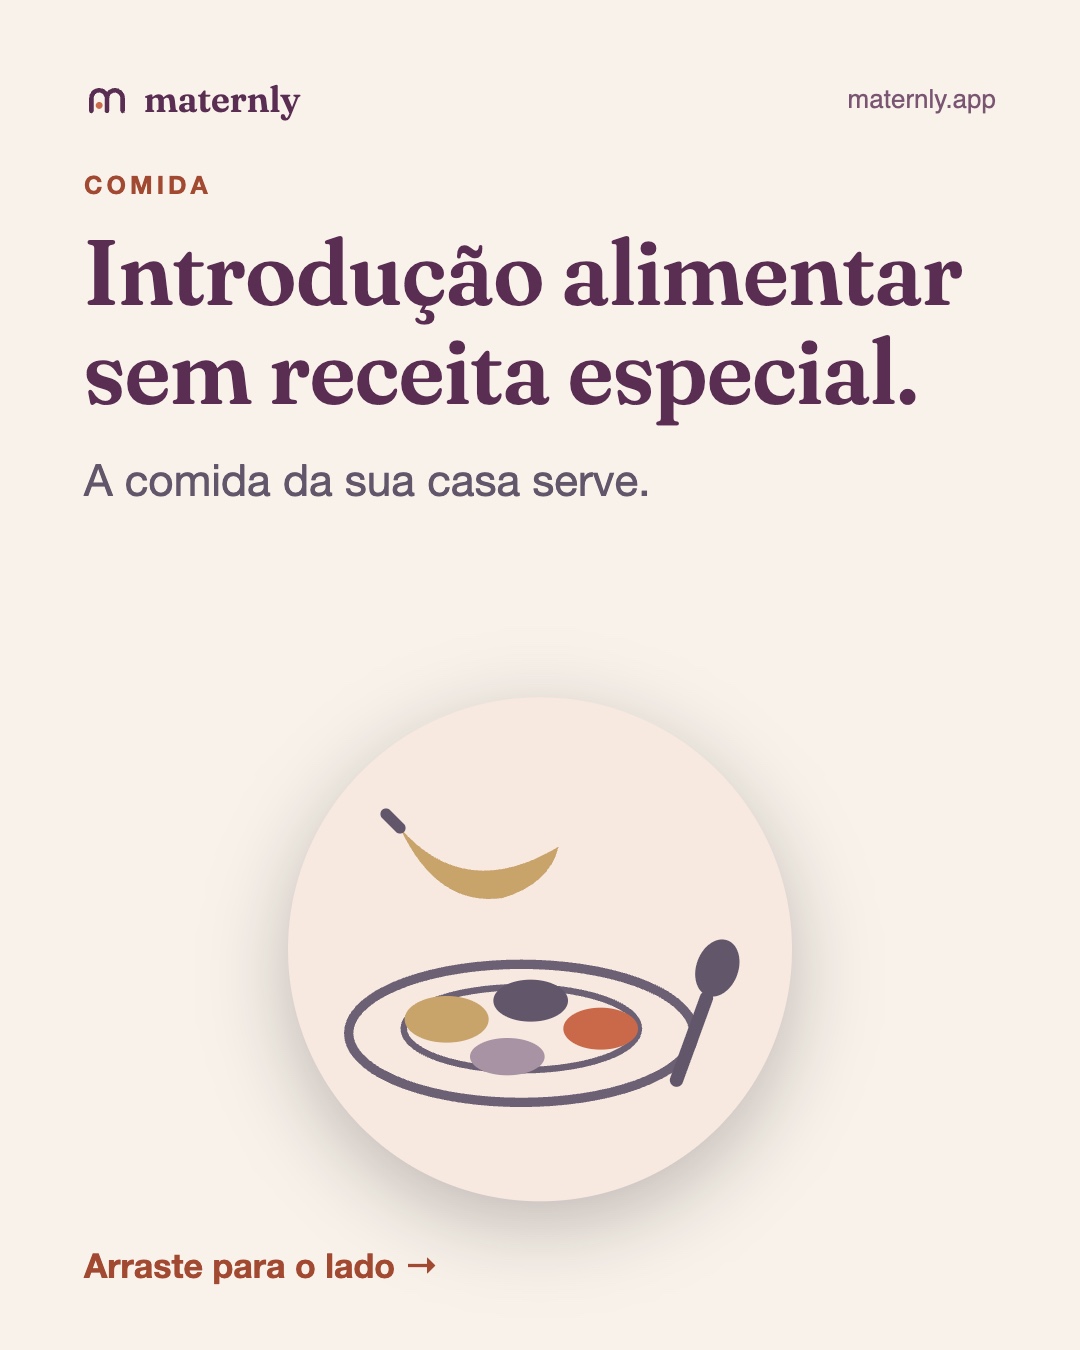 maternly
maternly.app
COMIDA
Introdução alimentar
sem receita especial.
A comida da sua casa serve.
Arraste para o lado →